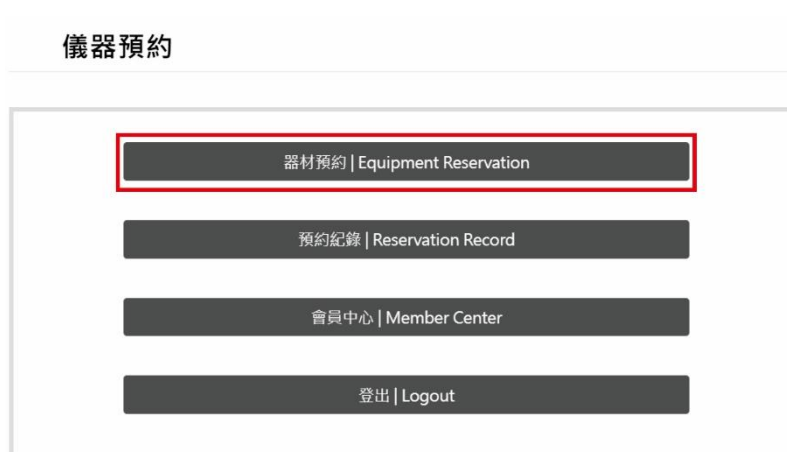 儀器預約
器材預約 | Equipment Reservation
預約紀錄 | Reservation Record
會員中心 | Member Center
登出 | Logout